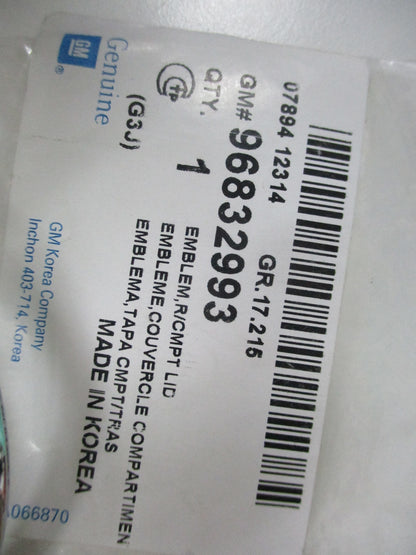 07894 12314
GM# 96832993 GR.17.215
QTY. 1
EMBLEM,R/CMPT LID
EMBLEME,COUVERCLE COMPARTIMEN
EMBLEMA,TAPA CMPT/TRAS
(G3J) MADE IN KOREA
GM
®
Genuine
GM Korea Company
Inchon 403-714, Korea
066870